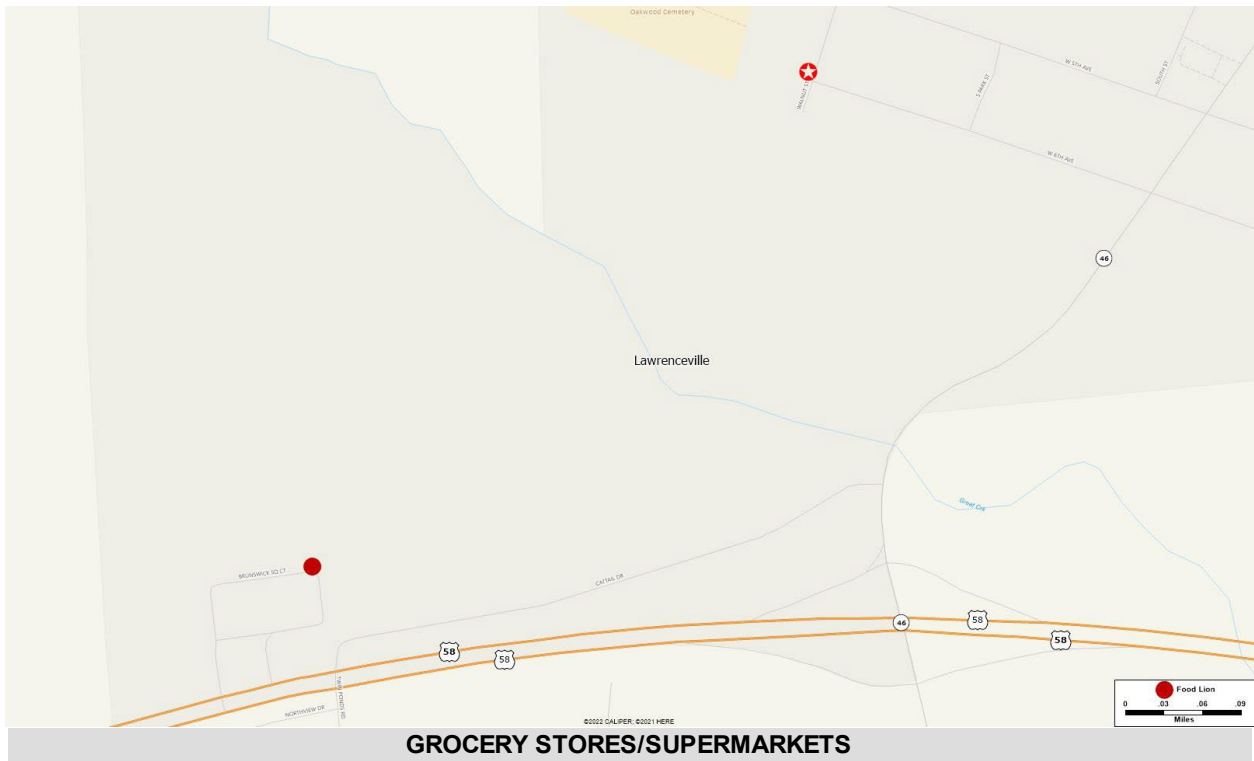 Oakwood Cemetery
W 5TH AVE
SOUTH ST
WALNUT ST
S PARK ST
W 6TH AVE
46
Lawrenceville
Great Crk
BRUNSWICK SQ CT
CATTAIL DR
46
58
58
58
58
TWIN PONDS RD
NORTHVIEW DR
Food Lion
0 .03 .06 .09
Miles
©2022 CALIPER; ©2021 HERE
GROCERY STORES/SUPERMARKETS